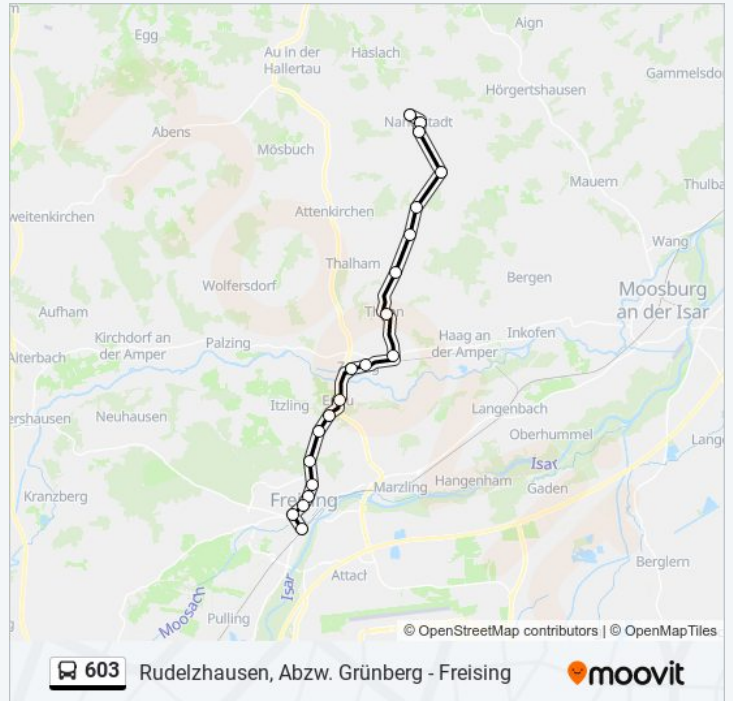 Aign
Egg
Au in der
Hallertau
Haslach
Gammelsdo
Hörgertshausen
Abens
Mösbuch
Mauern
Thulba
weitenkirchen
Attenkirchen
Wang
Thalham
Bergen
Wolfersdorf
Moosburg
an der Isar
Aufham
Kirchdorf an
der Amper
Palzing
Haag an
der Amper
Inkofen
Alterbach
Itzling
ershausen
Neuhausen
Langenbach
Oberhummel
Lang
Isar
Kranzberg
Freising
Marzling
Hangenham
Gaden
Attach
Berglern
Moosach
Isar
Pulling
© OpenStreetMap contributors | © OpenMapTiles
603 Rudelzhausen, Abzw. Grünberg - Freising moovit